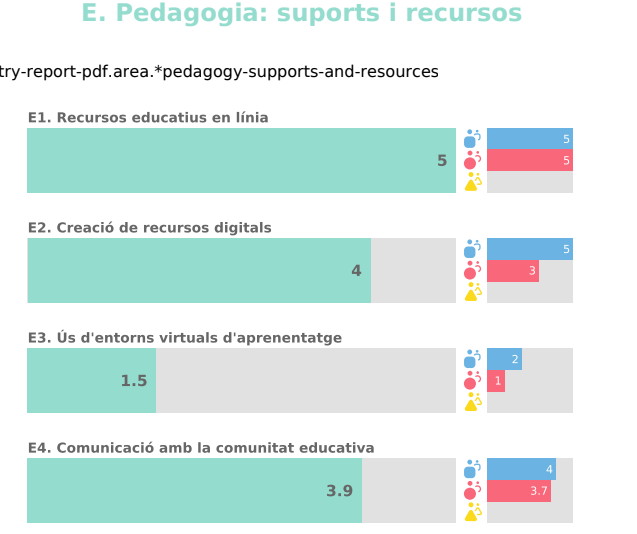 E. Pedagogia: suports i recursos
try-report-pdf.area.*pedagogy-supports-and-resources
E1. Recursos educatius en línia
5
5
5
E2. Creació de recursos digitals
4
5
3
E3. Ús d'entorns virtuals d'aprenentatge
1.5
2
1
E4. Comunicació amb la comunitat educativa
3.9
4
3.7